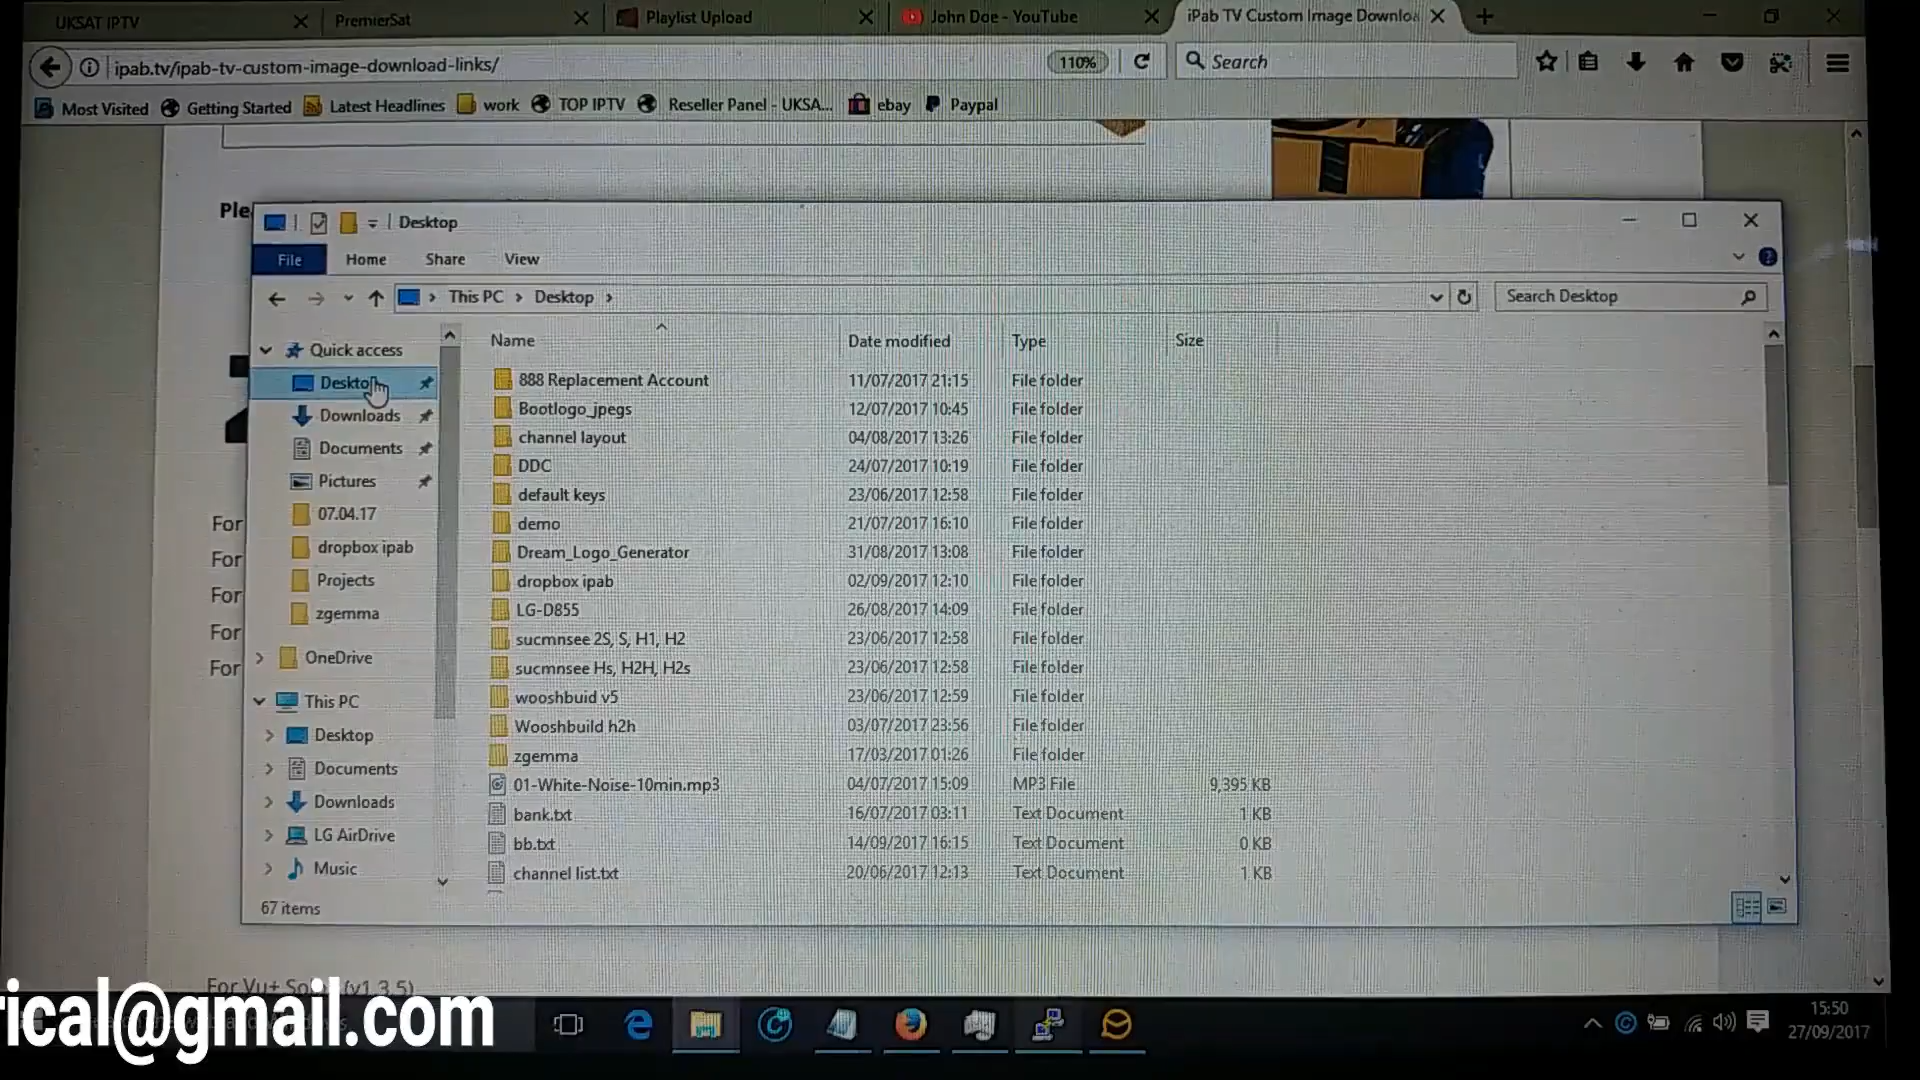 UKSAT IPTV
PremierSat
Playlist Upload
John Doe - YouTube
iPab TV Custom Image Downloa
ipab.tv/ipab-tv-custom-image-download-links/
110%
Search
Most Visited
Getting Started
Latest Headlines
work
TOP IPTV
Reseller Panel - UKSA...
ebay
Paypal
Ple
Desktop
File
Home
Share
View
This PC > Desktop >
Search Desktop
Name
Date modified
Type
Size
Quick access
Desktop
Downloads
Documents
Pictures
07.04.17
dropbox ipab
Projects
zgemma
OneDrive
This PC
Desktop
Documents
Downloads
LG AirDrive
Music
888 Replacement Account 11/07/2017 21:15 File folder
Bootlogo_jpegs 12/07/2017 10:45 File folder
channel layout 04/08/2017 13:26 File folder
DDC 24/07/2017 10:19 File folder
default keys 23/06/2017 12:58 File folder
demo 21/07/2017 16:10 File folder
Dream_Logo_Generator 31/08/2017 13:08 File folder
dropbox ipab 02/09/2017 12:10 File folder
LG-D855 26/08/2017 14:09 File folder
sucmnsee 2S, S, H1, H2 23/06/2017 12:58 File folder
sucmnsee Hs, H2H, H2s 23/06/2017 12:58 File folder
wooshbuid v5 23/06/2017 12:59 File folder
Wooshbuild h2h 03/07/2017 23:56 File folder
zgemma 17/03/2017 01:26 File folder
01-White-Noise-10min.mp3 04/07/2017 15:09 MP3 File 9,395 KB
bank.txt 16/07/2017 03:11 Text Document 1 KB
bb.txt 14/09/2017 16:15 Text Document 0 KB
channel list.txt 20/06/2017 12:13 Text Document 1 KB
67 items
For
For
For
For
For
For Vu+ So (v1.3.5)
rical@gmail.com
15:50
27/09/2017